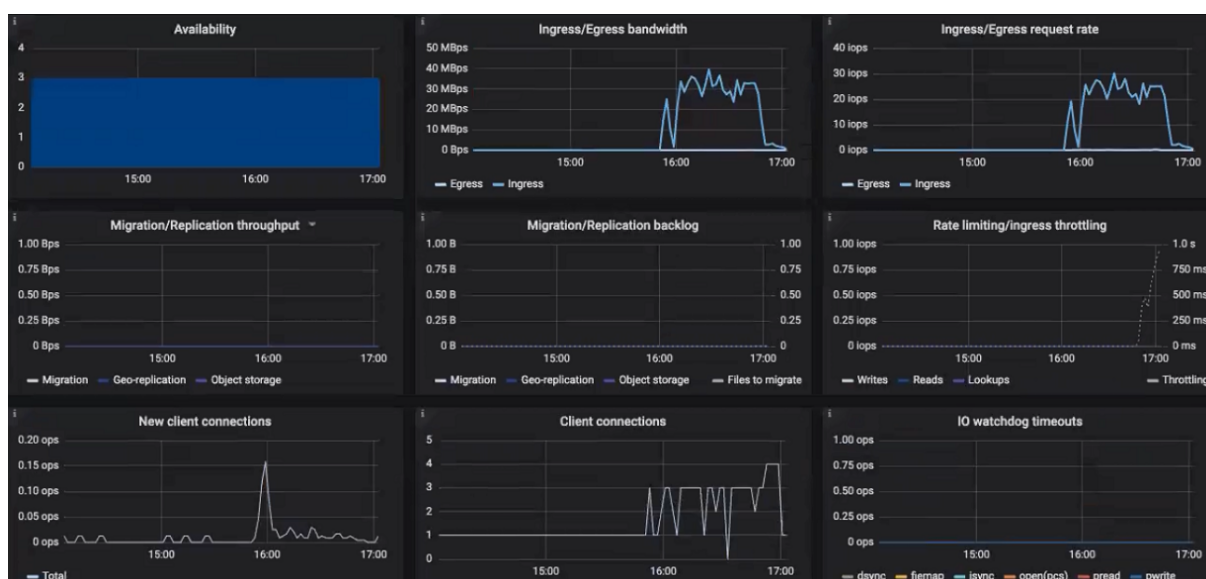 Availability
4
3
2
1
0
15:00 16:00 17:00
Ingress/Egress bandwidth
50 MBps
40 MBps
30 MBps
20 MBps
10 MBps
0 Bps
15:00 16:00 17:00
Egress Ingress
Ingress/Egress request rate
40 iops
30 iops
20 iops
10 iops
0 iops
15:00 16:00 17:00
Egress Ingress
Migration/Replication throughput
1.00 Bps
0.75 Bps
0.50 Bps
0.25 Bps
0 Bps
15:00 16:00 17:00
Migration Geo-replication Object storage
Migration/Replication backlog
1.00 B 1.00
0.75 B 0.75
0.50 B 0.50
0.25 B 0.25
0 B 0
15:00 16:00 17:00
Migration Geo-replication Object storage Files to migrate
Rate limiting/ingress throttling
1.00 iops 1.0 s
0.75 iops 750 ms
0.50 iops 500 ms
0.25 iops 250 ms
0 iops 0 ms
15:00 16:00 17:00
Writes Reads Lookups Throttling
New client connections
0.20 ops
0.15 ops
0.10 ops
0.05 ops
0 ops
15:00 16:00 17:00
Total
Client connections
5
4
3
2
1
0
15:00 16:00 17:00
IO watchdog timeouts
1.00 ops
0.75 ops
0.50 ops
0.25 ops
0 ops
15:00 16:00 17:00
dsync fiemap isync open(pcs) pread pwrite